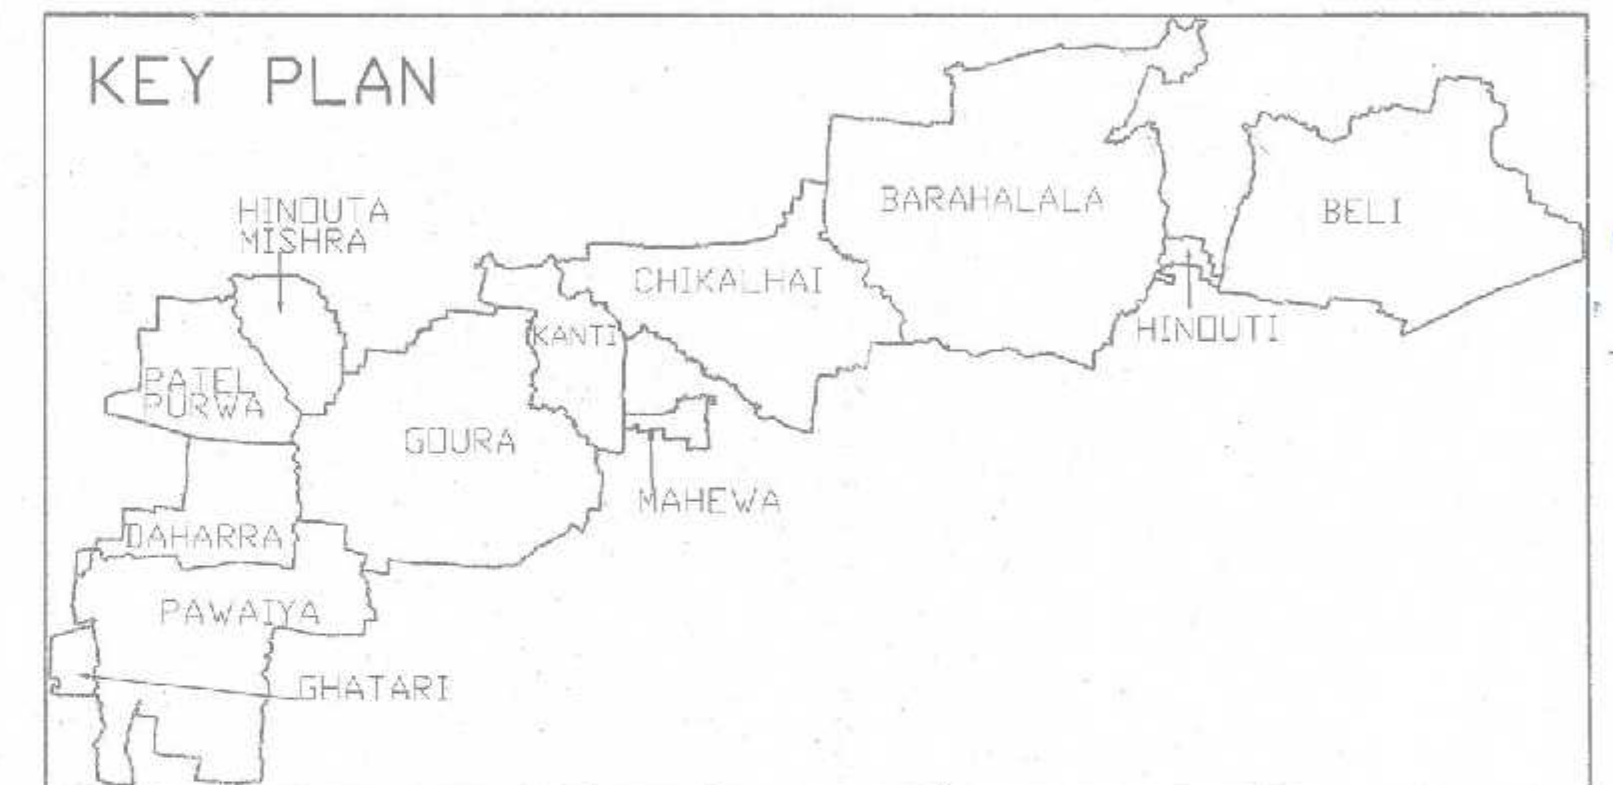 KEY PLAN
HINOUTA
MISHRA
BARAHALALA
BELI
CHIKALHAI
KANTI
HINOUTI
PATEL
PURWA
GOURA
MAHEWA
DAHARRA
PAWAIYA
GHATARI